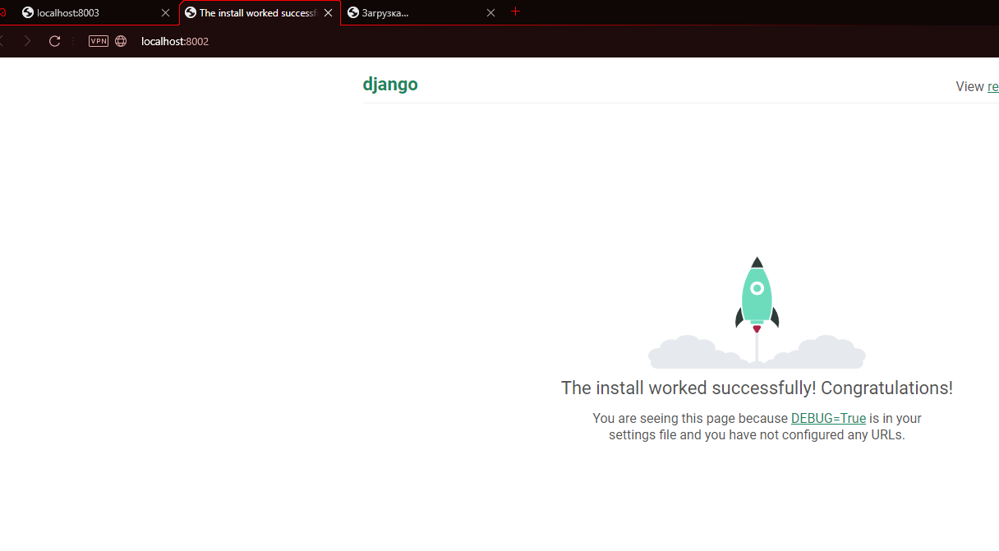 localhost:8003
The install worked successf
Загрузка...
VPN
localhost:8002
django
View re
The install worked successfully! Congratulations!
You are seeing this page because DEBUG=True is in your
settings file and you have not configured any URLs.